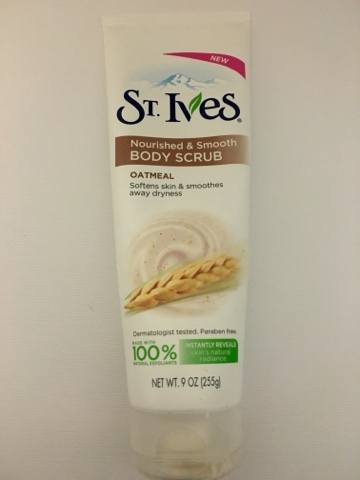 NEW
ST. IVES®
Nourished & Smooth
BODY SCRUB
OATMEAL
Softens skin & smoothes
away dryness
Dermatologist tested. Paraben free.
MADE WITH
100%
NATURAL EXFOLIANTS
INSTANTLY REVEALS
skin's natural
radiance
NET WT. 9 OZ (255g)